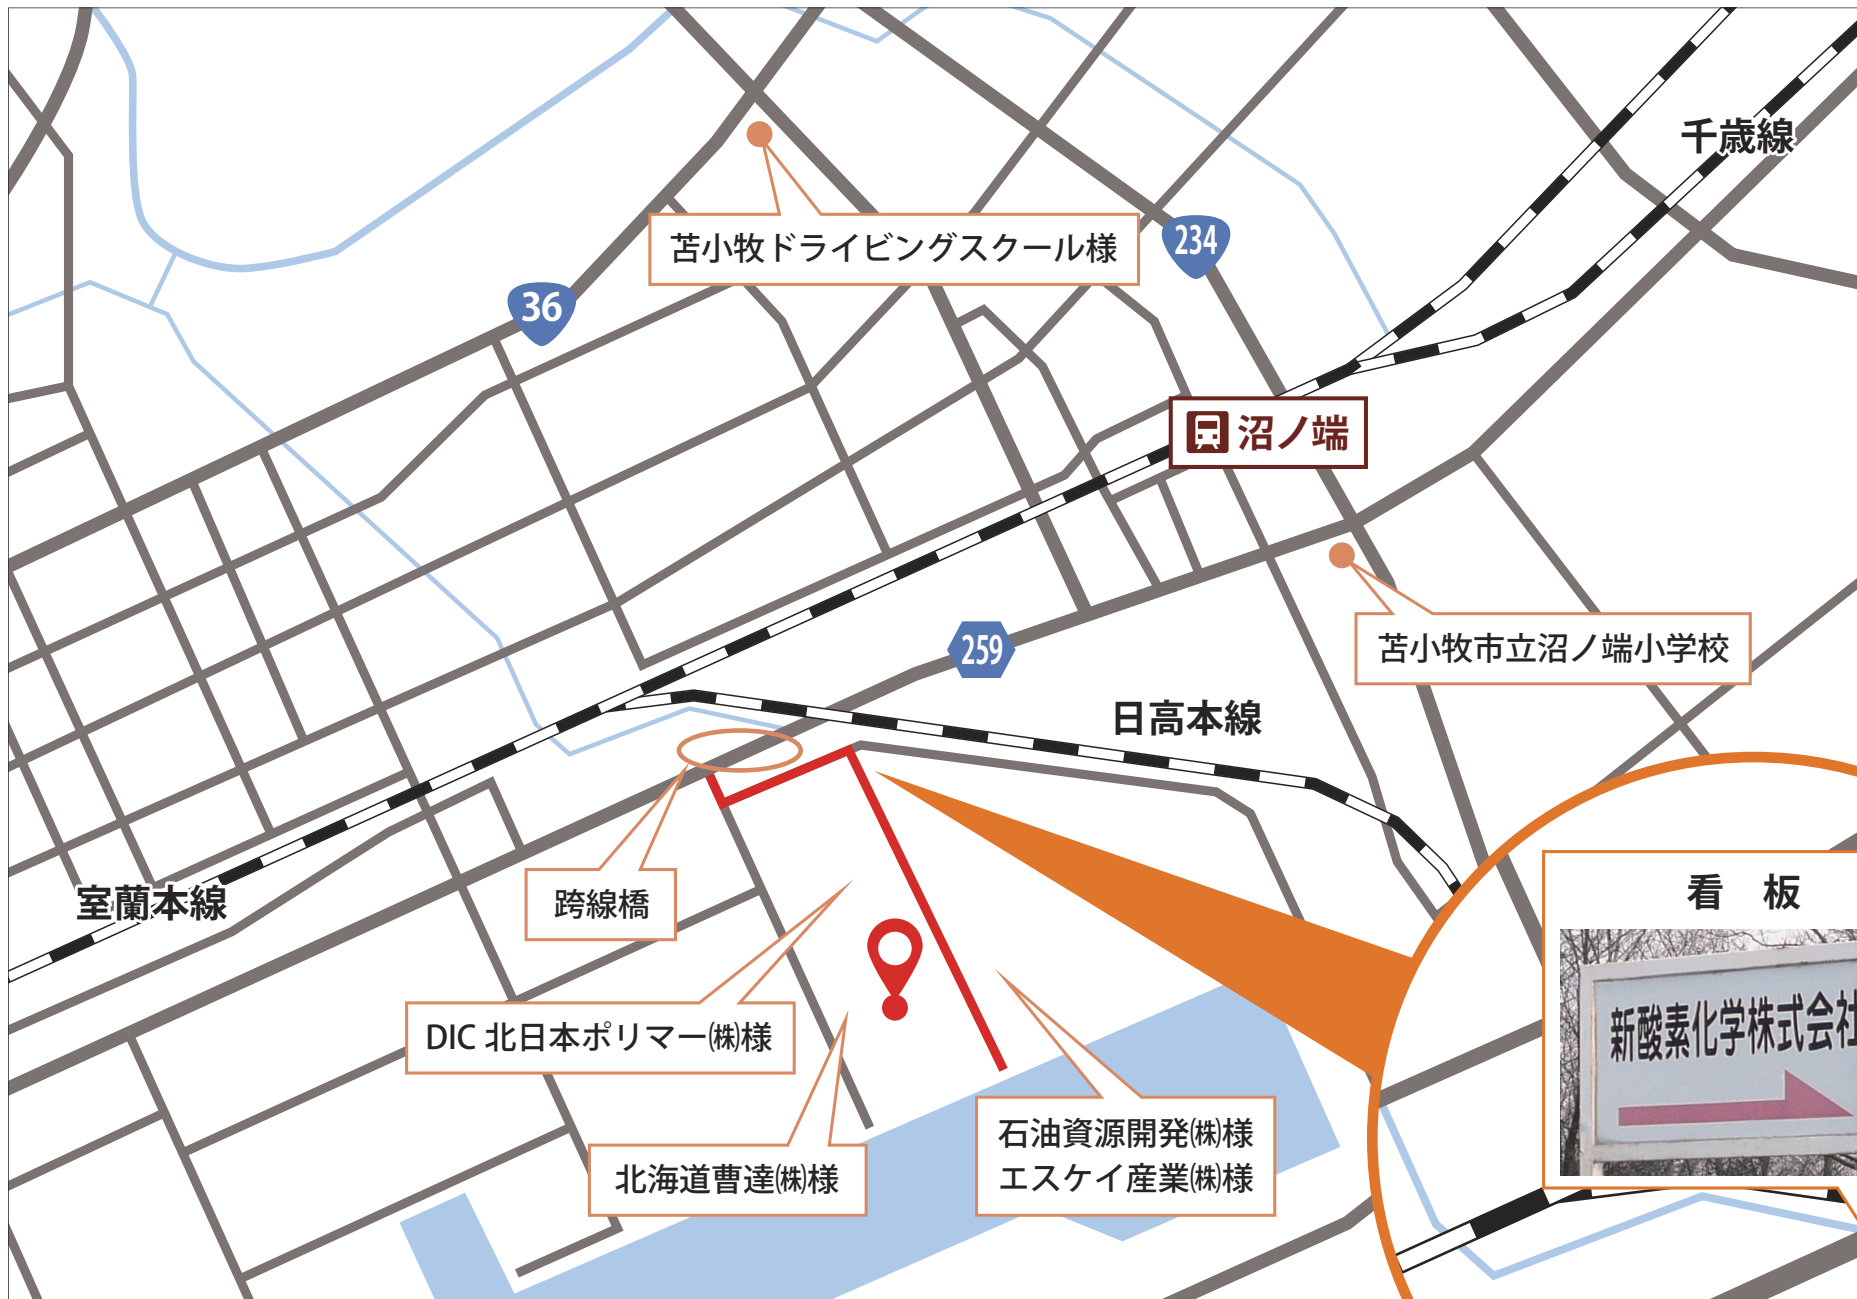 千歳線
苫小牧ドライビングスクール様
234
36
沼ノ端
苫小牧市立沼ノ端小学校
259
日高本線
跨線橋
室蘭本線
看 板
新酸素化学株式会社
DIC 北日本ポリマー㈱様
石油資源開発㈱様
エスケイ産業㈱様
北海道曹達㈱様